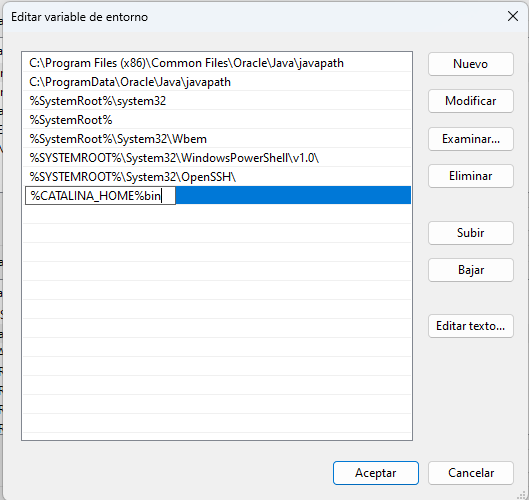 Editar variable de entorno
C:\Program Files (x86)\Common Files\Oracle\Java\javapath
C:\ProgramData\Oracle\Java\javapath
%SystemRoot%\system32
%SystemRoot%
%SystemRoot%\System32\Wbem
%SYSTEMROOT%\System32\WindowsPowerShell\v1.0\
%SYSTEMROOT%\System32\OpenSSH\
%CATALINA_HOME%bin
Nuevo
Modificar
Examinar...
Eliminar
Subir
Bajar
Editar texto...
Aceptar
Cancelar